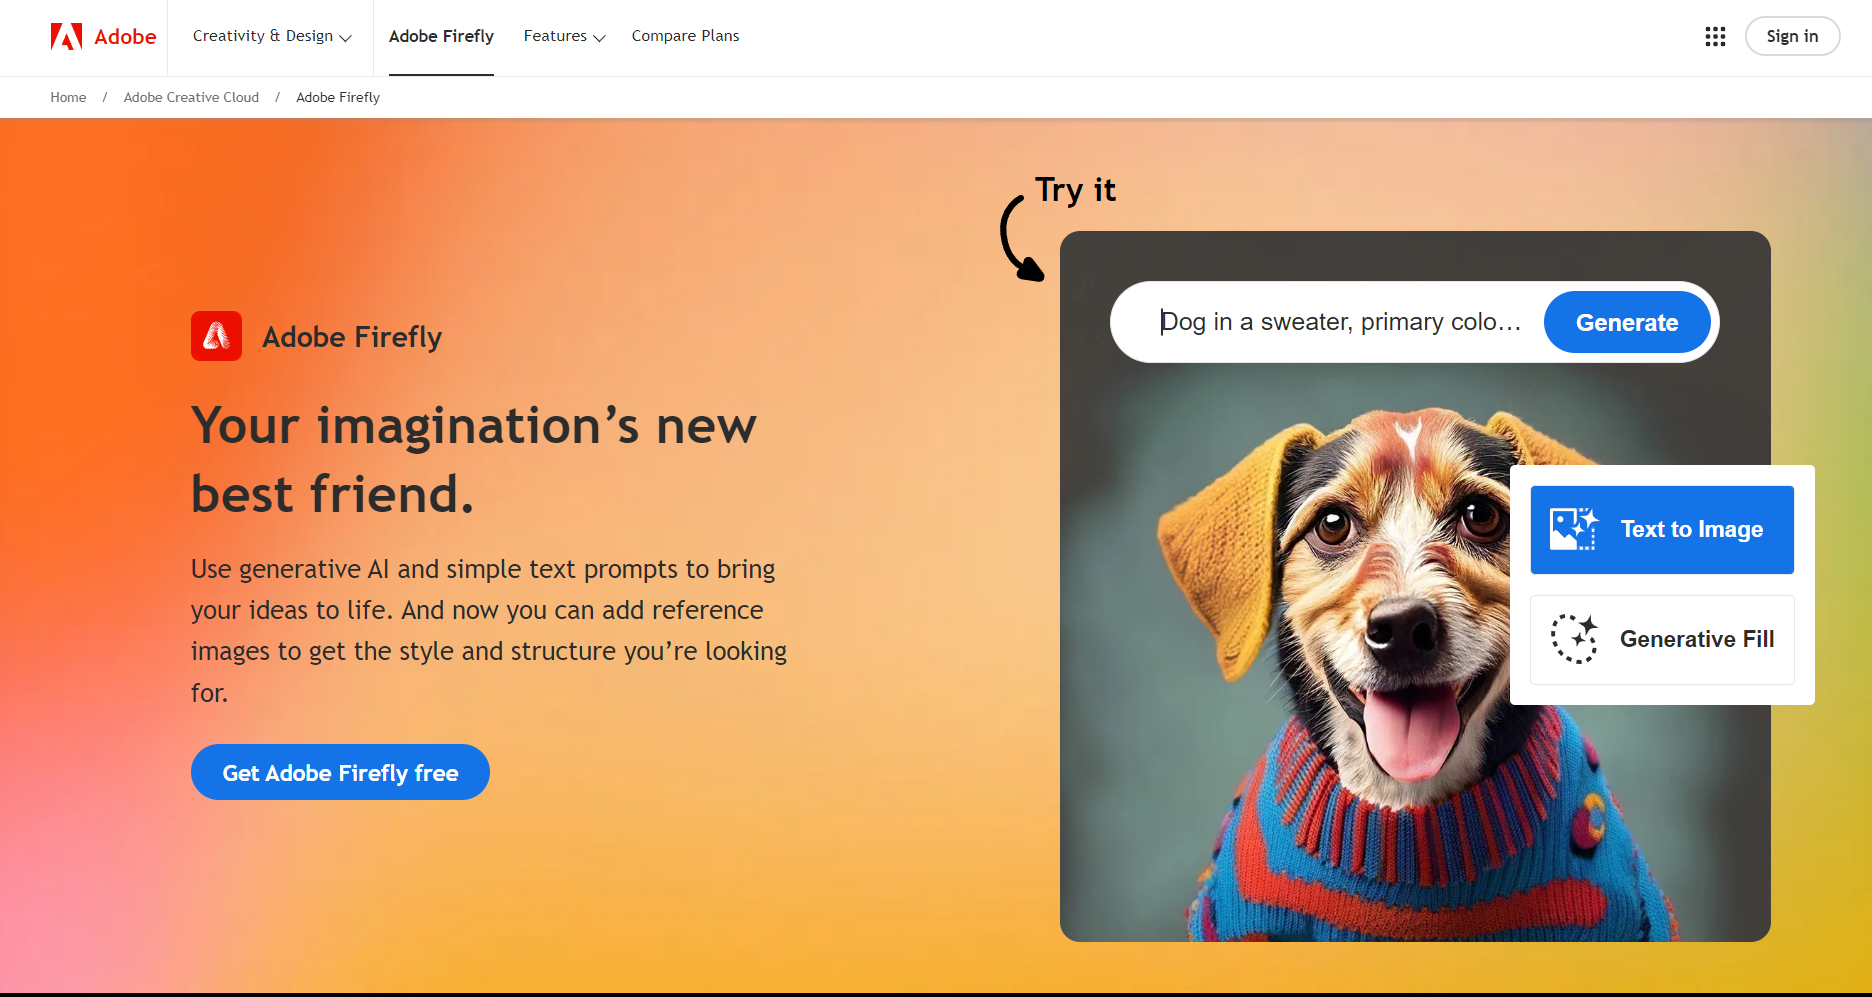 Adobe
Creativity & Design
Adobe Firefly
Features
Compare Plans
Sign in
Home / Adobe Creative Cloud / Adobe Firefly
Try it
Dog in a sweater, primary colo...
Generate
Adobe Firefly
Your imagination’s new
best friend.
Use generative AI and simple text prompts to bring
your ideas to life. And now you can add reference
images to get the style and structure you’re looking
for.
Get Adobe Firefly free
Text to Image
Generative Fill